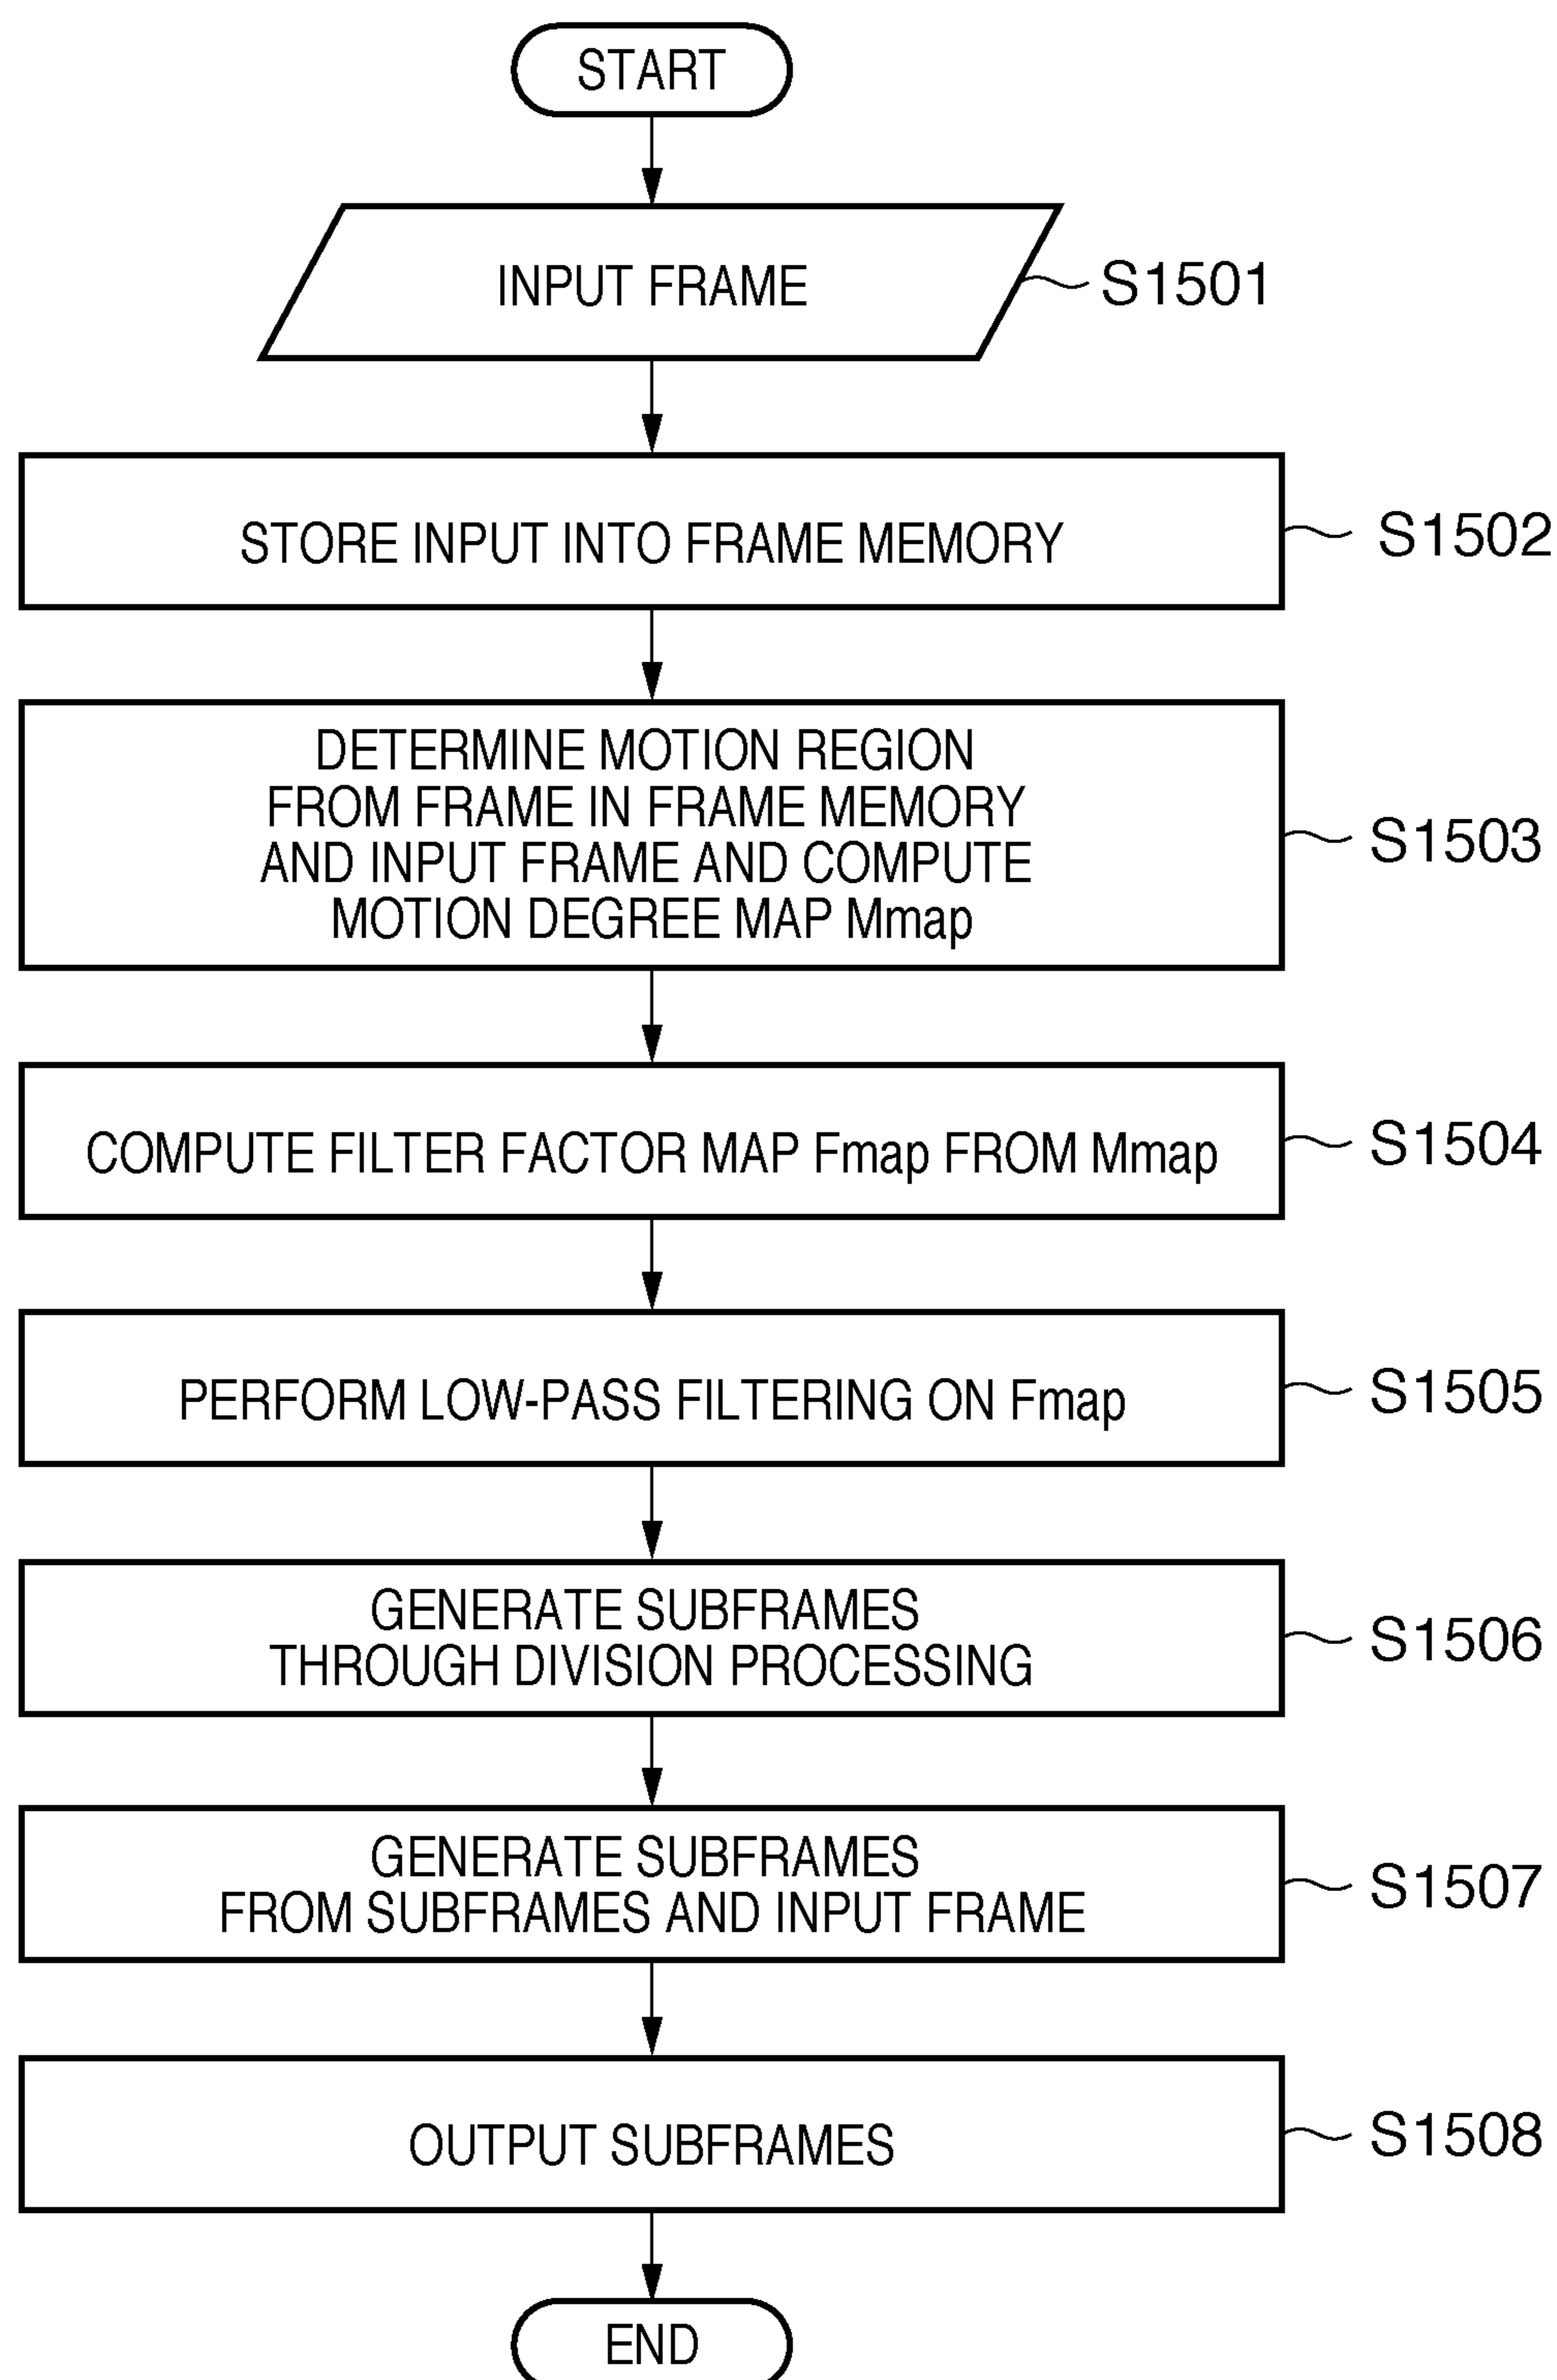 START
INPUT FRAME
S1501
STORE INPUT INTO FRAME MEMORY
S1502
DETERMINE MOTION REGION
FROM FRAME IN FRAME MEMORY
AND INPUT FRAME AND COMPUTE
MOTION DEGREE MAP Mmap
S1503
COMPUTE FILTER FACTOR MAP Fmap FROM Mmap
S1504
PERFORM LOW-PASS FILTERING ON Fmap
S1505
GENERATE SUBFRAMES
THROUGH DIVISION PROCESSING
S1506
GENERATE SUBFRAMES
FROM SUBFRAMES AND INPUT FRAME
S1507
OUTPUT SUBFRAMES
S1508
END